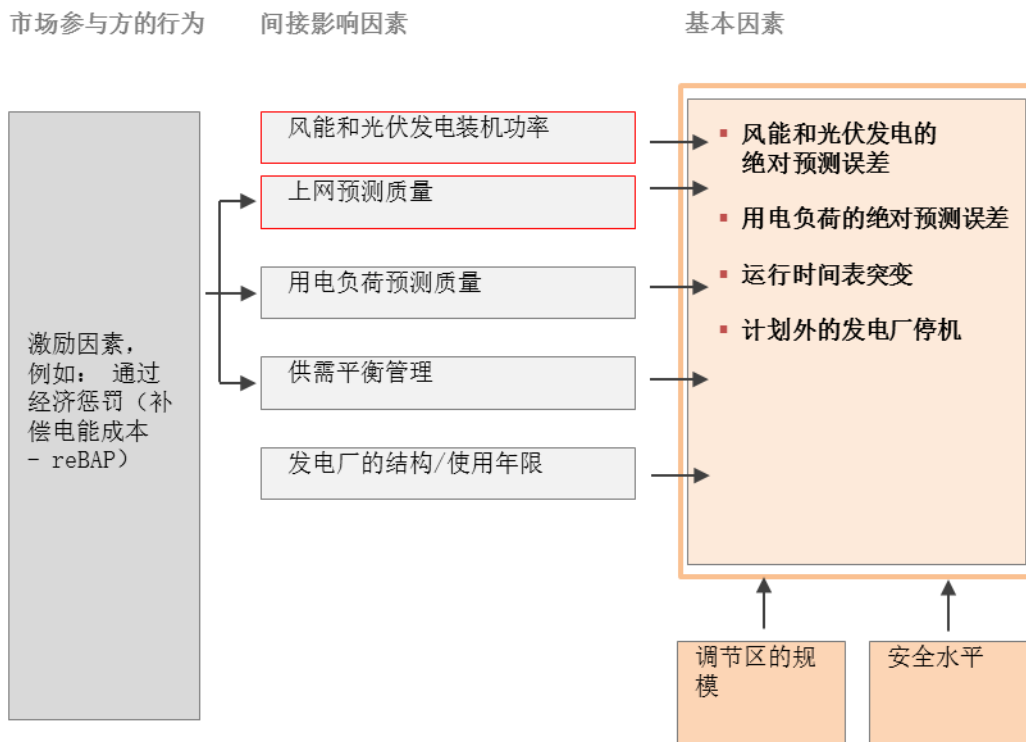 市场参与方的行为
间接影响因素
基本因素
激励因素，
例如： 通过
经济惩罚（补
偿电能成本
- reBAP）
风能和光伏发电装机功率
上网预测质量
用电负荷预测质量
供需平衡管理
发电厂的结构/使用年限
▪ 风能和光伏发电的
绝对预测误差
▪ 用电负荷的绝对预测误差
▪ 运行时间表突变
▪ 计划外的发电厂停机
调节区的规
模
安全水平